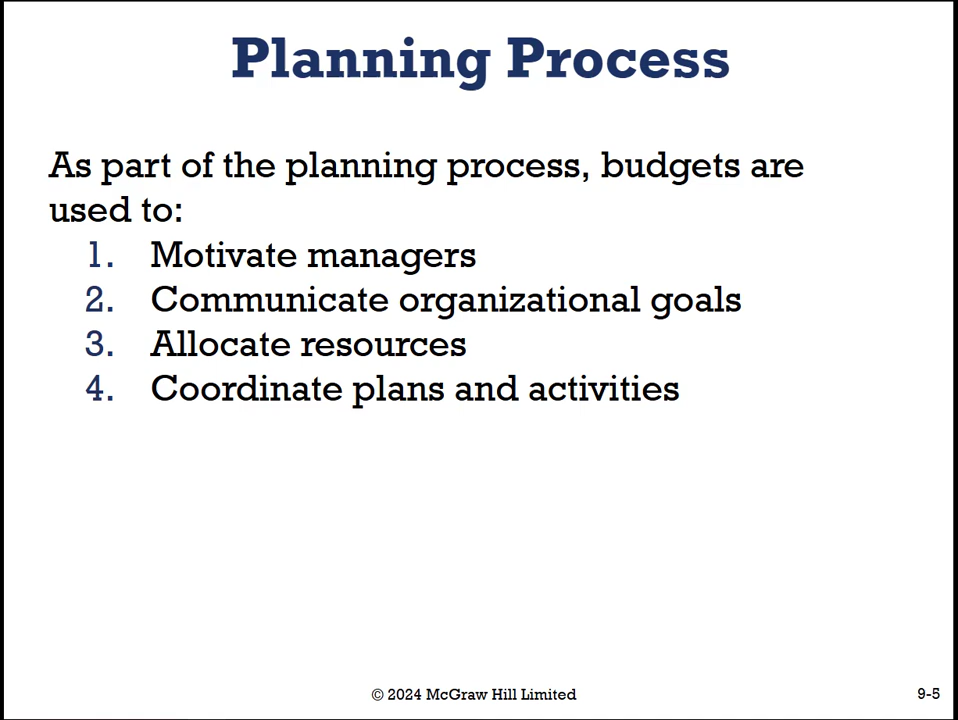 Planning Process
As part of the planning process, budgets are
used to:
1. Motivate managers
2. Communicate organizational goals
3. Allocate resources
4. Coordinate plans and activities
© 2024 McGraw Hill Limited
9-5